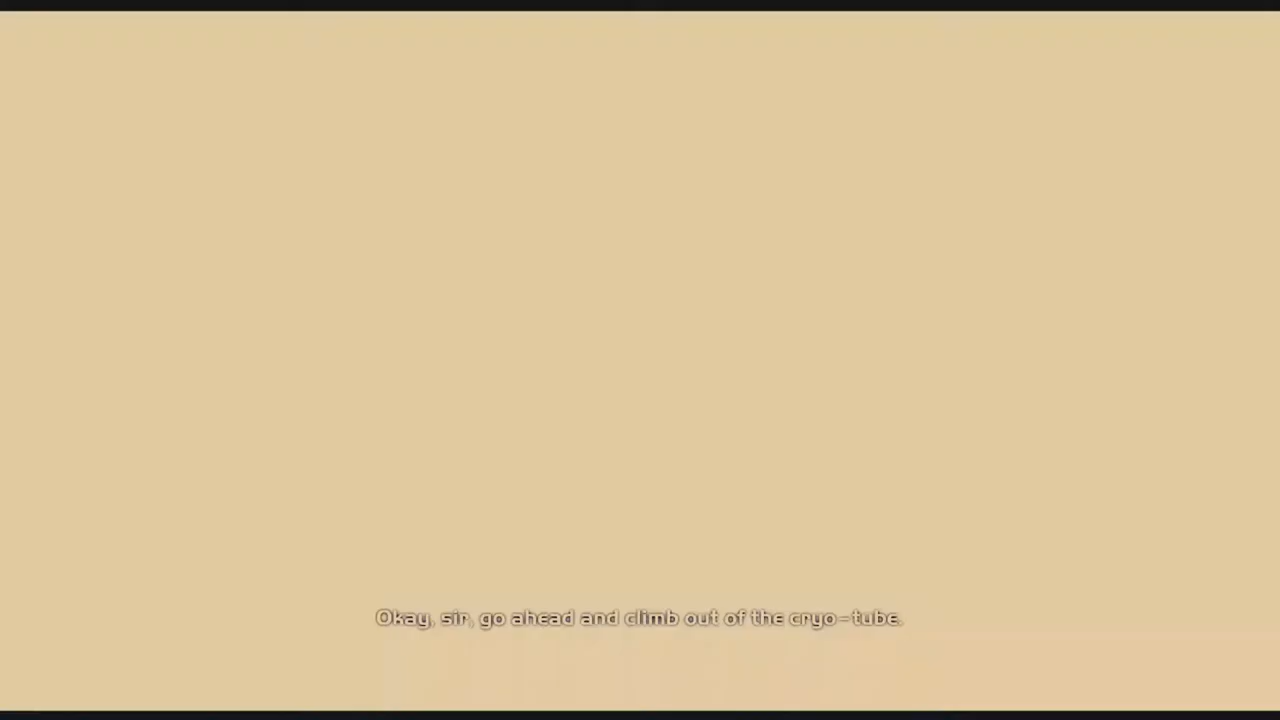 Okay, sir, go ahead and climb out of the cryo-tube.